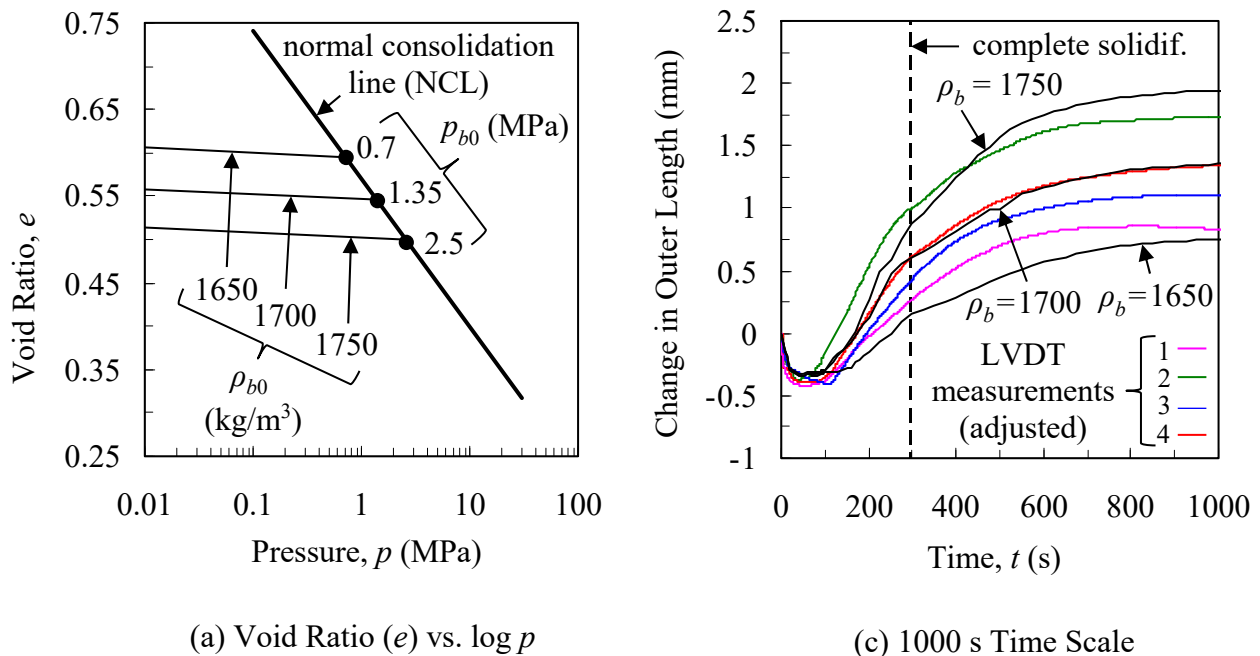 0.75
0.65
0.55
0.45
0.35
0.25
Void Ratio, e
normal consolidation
line (NCL)
p_b0 (MPa)
0.7
1.35
2.5
1650
1700
1750
ρ_b0
(kg/m³)
0.01 0.1 1 10 100
Pressure, p (MPa)
(a) Void Ratio (e) vs. log p
2.5
2
1.5
1
0.5
0
-0.5
-1
Change in Outer Length (mm)
complete solidif.
ρ_b = 1750
ρ_b=1700
ρ_b=1650
LVDT
measurements
(adjusted)
1
2
3
4
0 200 400 600 800 1000
Time, t (s)
(c) 1000 s Time Scale